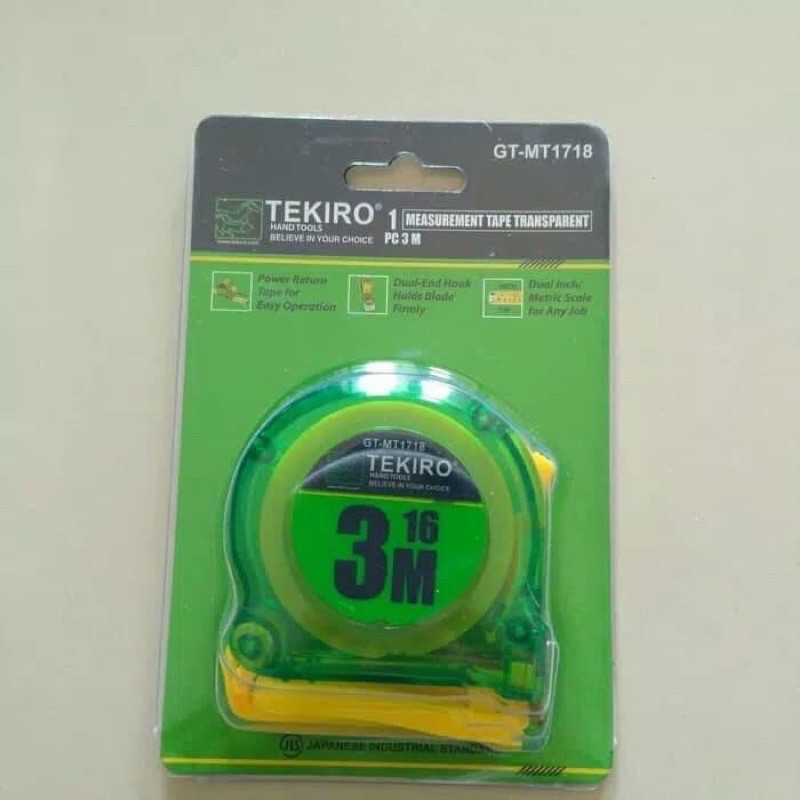 GT-MT1718
TEKIRO®
HAND TOOLS
BELIEVE IN YOUR CHOICE
1
PC 3 M
MEASUREMENT TAPE TRANSPARENT
Power Return
Tape for
Easy Operation
Dual-End Hook
Holds Blade
Firmly
Dual Inch/
Metric Scale
for Any Job
GT-MT1718
TEKIRO®
HAND TOOLS
BELIEVE IN YOUR CHOICE
3 16
M
JIS JAPANESE INDUSTRIAL STANDARD